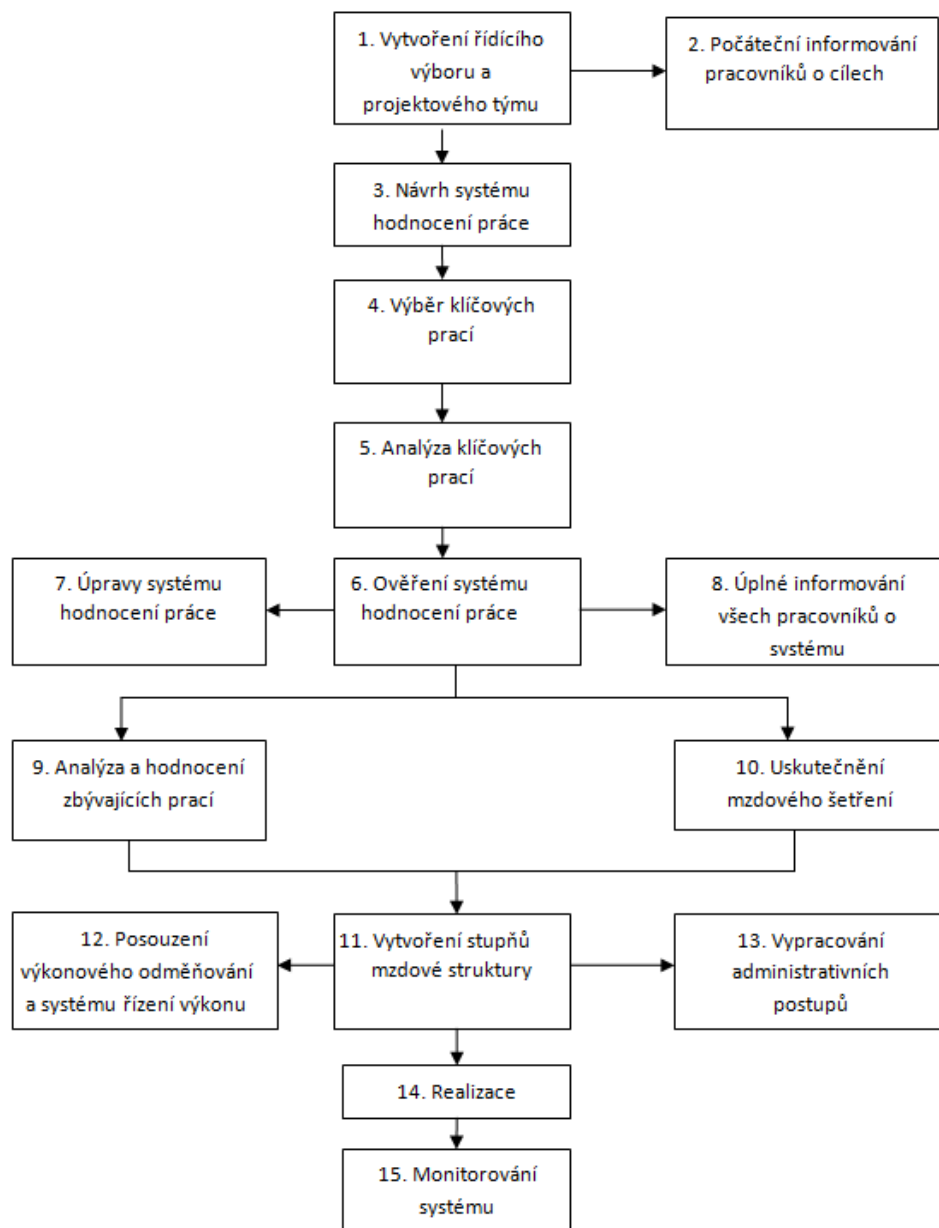 1. Vytvoření řídícího
výboru a
projektového týmu
2. Počáteční informování
pracovníků o cílech
3. Návrh systému
hodnocení práce
4. Výběr klíčových
prací
5. Analýza klíčových
prací
7. Úpravy systému
hodnocení práce
6. Ověření systému
hodnocení práce
8. Úplné informování
všech pracovníků o
svstému
9. Analýza a hodnocení
zbývajících prací
10. Uskutečnění
mzdového šetření
12. Posouzení
výkonového odměňování
a systému řízení výkonu
11. Vytvoření stupňů
mzdové struktury
13. Vypracování
administrativních
postupů
14. Realizace
15. Monitorování
systému